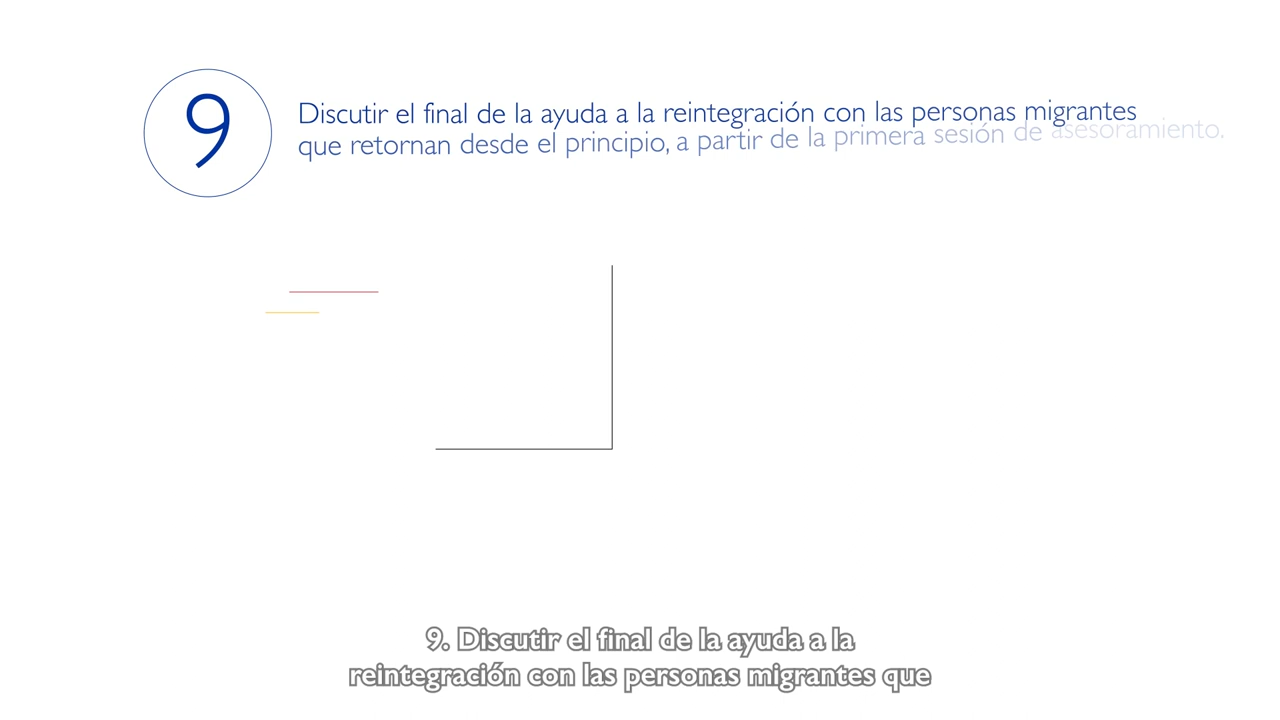 9
Discutir el final de la ayuda a la reintegración con las personas migrantes
que retornan desde el principio, a partir de la primera sesión de asesoramiento.
9. Discutir el final de la ayuda a la
reintegración con las personas migrantes que